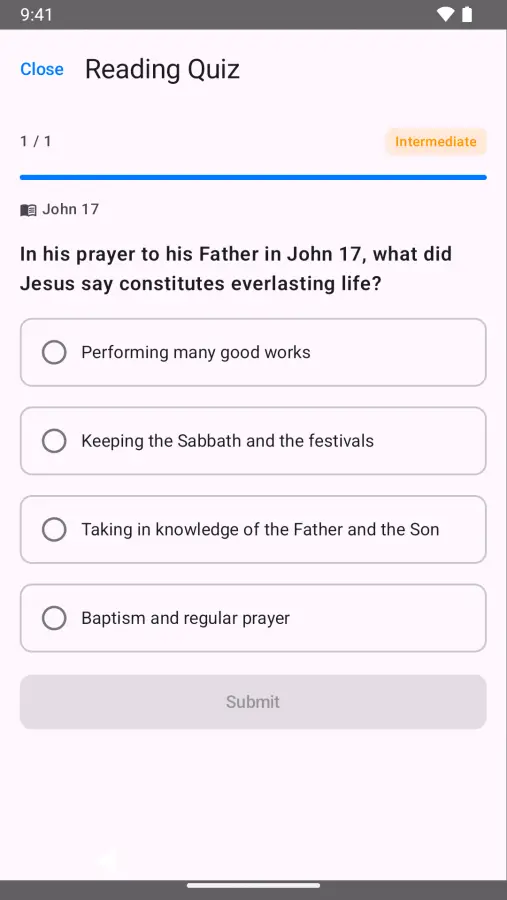 9:41
Close Reading Quiz
1 / 1 Intermediate
John 17
In his prayer to his Father in John 17, what did
Jesus say constitutes everlasting life?
Performing many good works
Keeping the Sabbath and the festivals
Taking in knowledge of the Father and the Son
Baptism and regular prayer
Submit